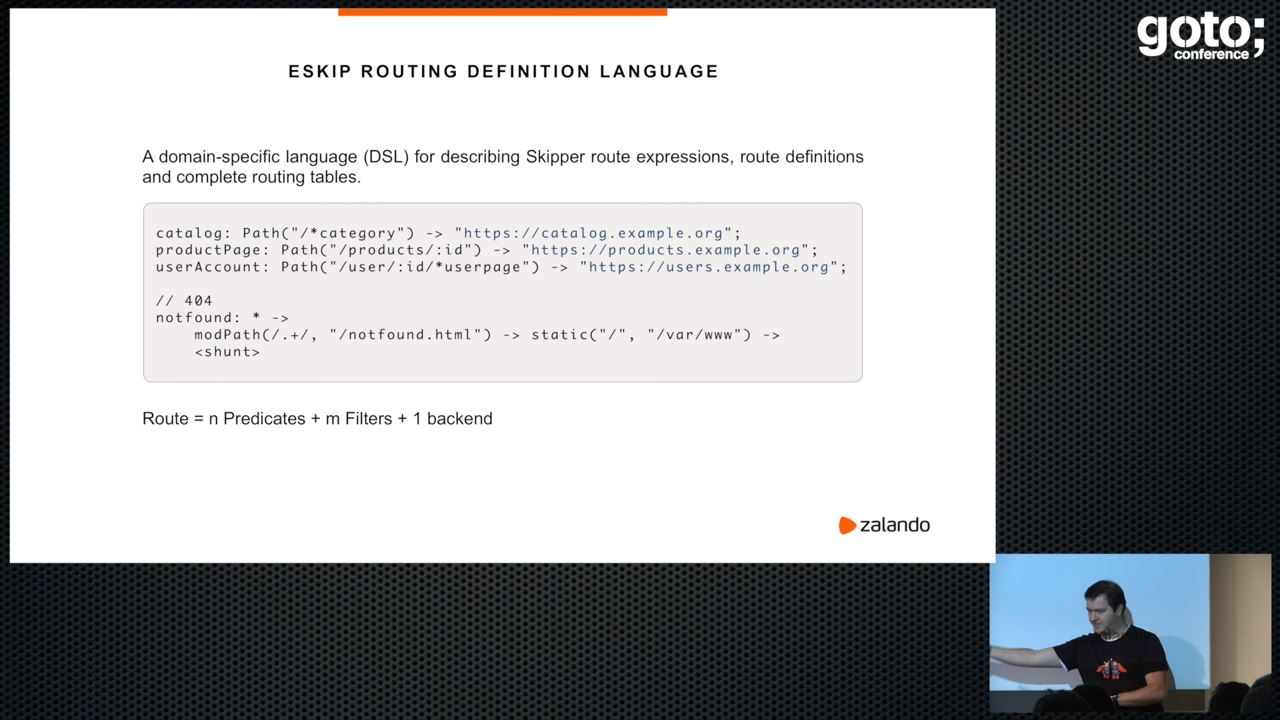 goto;
conference
ESKIP ROUTING DEFINITION LANGUAGE
A domain-specific language (DSL) for describing Skipper route expressions, route definitions
and complete routing tables.
catalog: Path("/*category") -> "https://catalog.example.org";
productPage: Path("/products/:id") -> "https://products.example.org";
userAccount: Path("/user/:id/*userpage") -> "https://users.example.org";
// 404
notfound: * ->
modPath(/.+/, "/notfound.html") -> static("/", "/var/www") ->
<shunt>
Route = n Predicates + m Filters + 1 backend
zalando